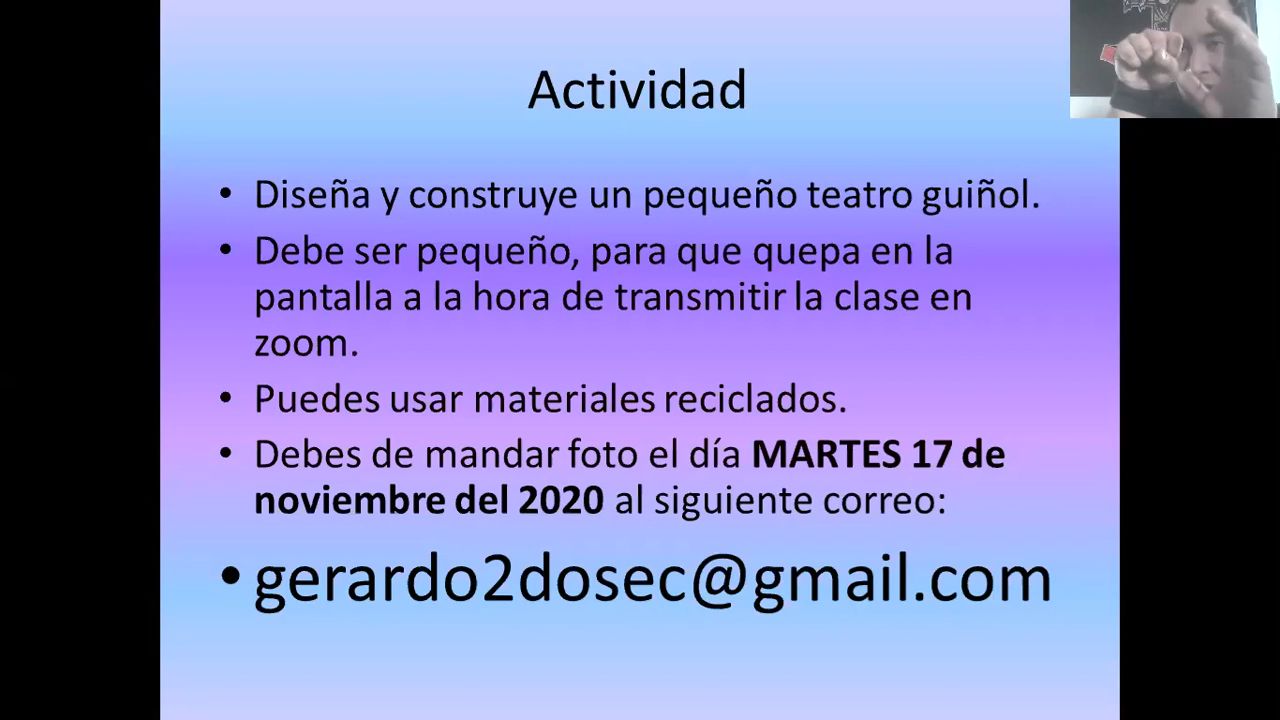 Actividad
• Diseña y construye un pequeño teatro guiñol.
• Debe ser pequeño, para que quepa en la
pantalla a la hora de transmitir la clase en
zoom.
• Puedes usar materiales reciclados.
• Debes de mandar foto el día MARTES 17 de
noviembre del 2020 al siguiente correo:
• gerardo2dosec@gmail.com